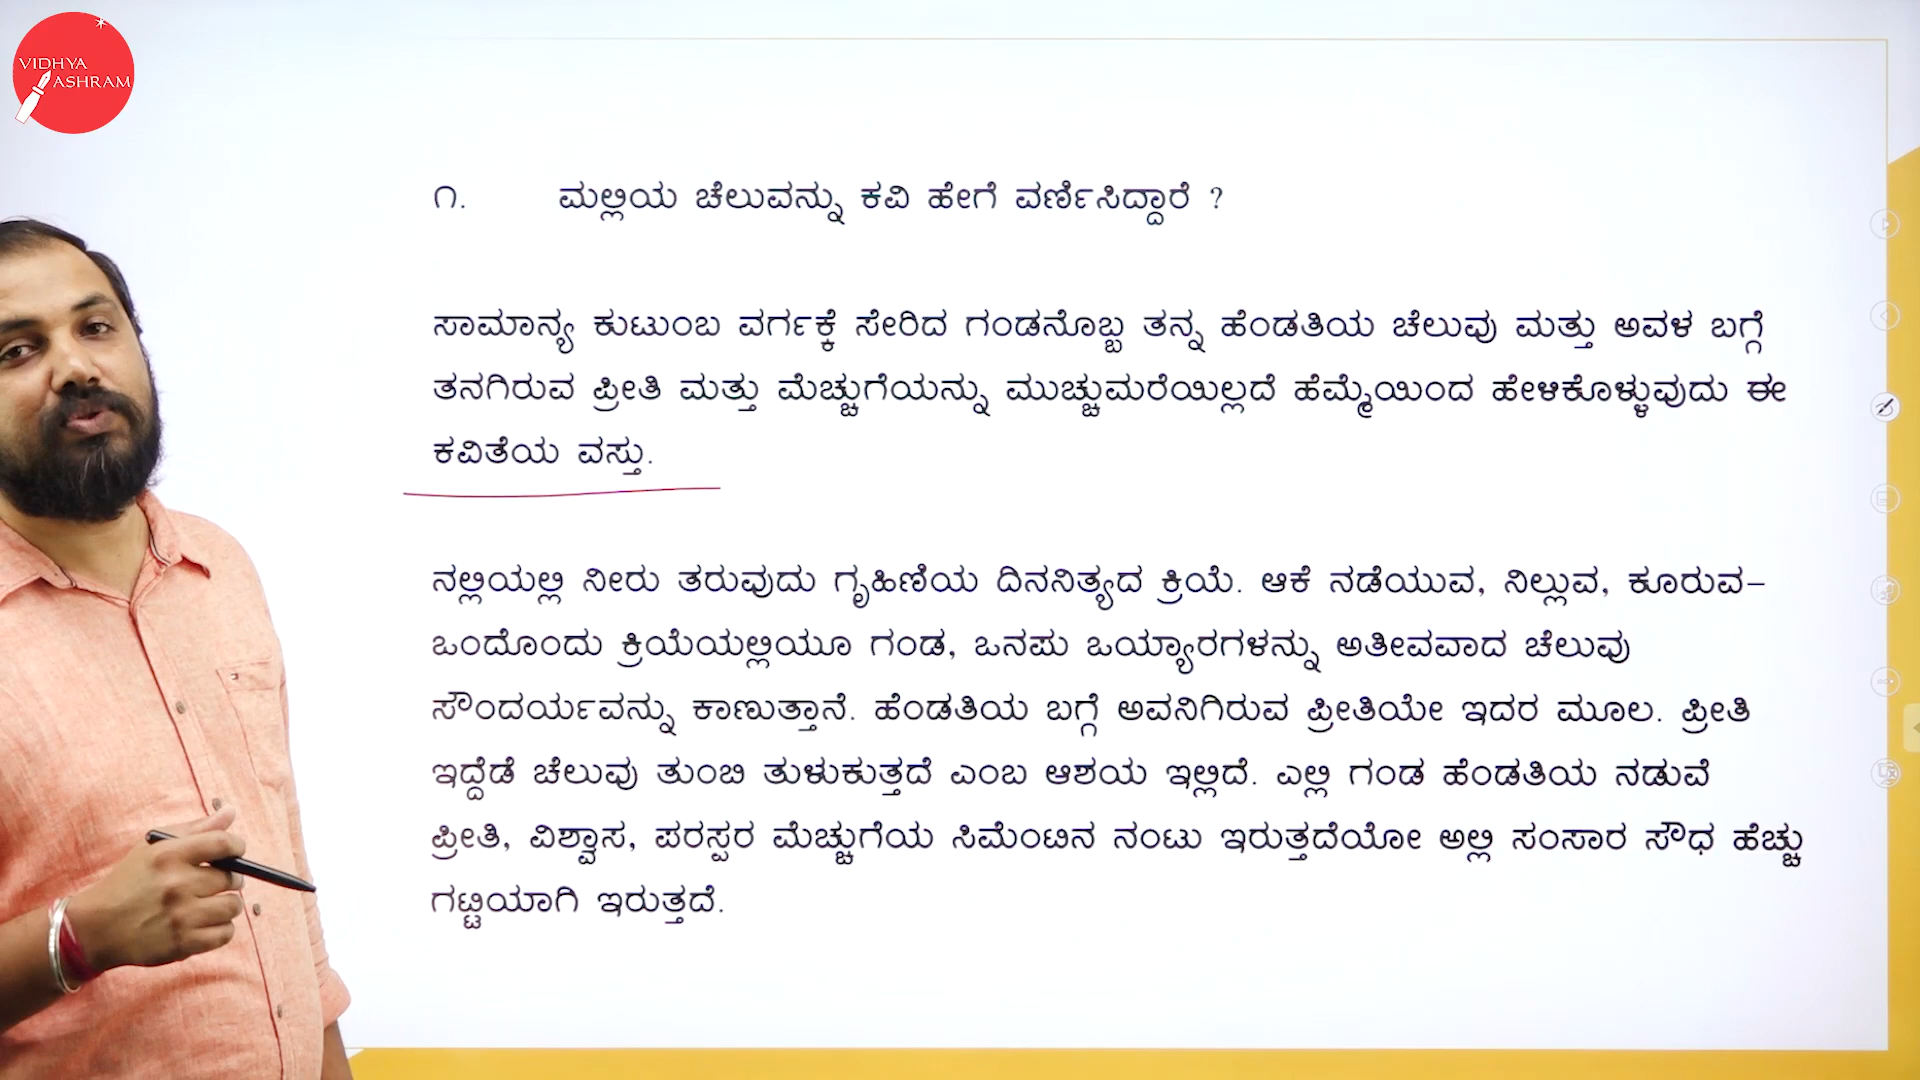 VIDHYA
ASHRAM
೧. ಮಲ್ಲಿಯ ಚೆಲುವನ್ನು ಕವಿ ಹೇಗೆ ವರ್ಣಿಸಿದ್ದಾರೆ ?
ಸಾಮಾನ್ಯ ಕುಟುಂಬ ವರ್ಗಕ್ಕೆ ಸೇರಿದ ಗಂಡನೊಬ್ಬ ತನ್ನ ಹೆಂಡತಿಯ ಚೆಲುವು ಮತ್ತು ಅವಳ ಬಗ್ಗೆ
ತನಗಿರುವ ಪ್ರೀತಿ ಮತ್ತು ಮೆಚ್ಚುಗೆಯನ್ನು ಮುಚ್ಚುಮರೆಯಿಲ್ಲದೆ ಹೆಮ್ಮೆಯಿಂದ ಹೇಳಿಕೊಳ್ಳುವುದು ಈ
ಕವಿತೆಯ ವಸ್ತು.
ನಲ್ಲಿಯಲ್ಲಿ ನೀರು ತರುವುದು ಗೃಹಿಣಿಯ ದಿನನಿತ್ಯದ ಕ್ರಿಯೆ. ಆಕೆ ನಡೆಯುವ, ನಿಲ್ಲುವ, ಕೂರುವ–
ಒಂದೊಂದು ಕ್ರಿಯೆಯಲ್ಲಿಯೂ ಗಂಡ, ಒನಪು ಒಯ್ಯಾರಗಳನ್ನು ಅತೀವವಾದ ಚೆಲುವು
ಸೌಂದರ್ಯವನ್ನು ಕಾಣುತ್ತಾನೆ. ಹೆಂಡತಿಯ ಬಗ್ಗೆ ಅವನಿಗಿರುವ ಪ್ರೀತಿಯೇ ಇದರ ಮೂಲ. ಪ್ರೀತಿ
ಇದ್ದೆಡೆ ಚೆಲುವು ತುಂಬಿ ತುಳುಕುತ್ತದೆ ಎಂಬ ಆಶಯ ಇಲ್ಲಿದೆ. ಎಲ್ಲಿ ಗಂಡ ಹೆಂಡತಿಯ ನಡುವೆ
ಪ್ರೀತಿ, ವಿಶ್ವಾಸ, ಪರಸ್ಪರ ಮೆಚ್ಚುಗೆಯ ಸಿಮೆಂಟಿನ ನಂಟು ಇರುತ್ತದೆಯೋ ಅಲ್ಲಿ ಸಂಸಾರ ಸೌಧ ಹೆಚ್ಚು
ಗಟ್ಟಿಯಾಗಿ ಇರುತ್ತದೆ.